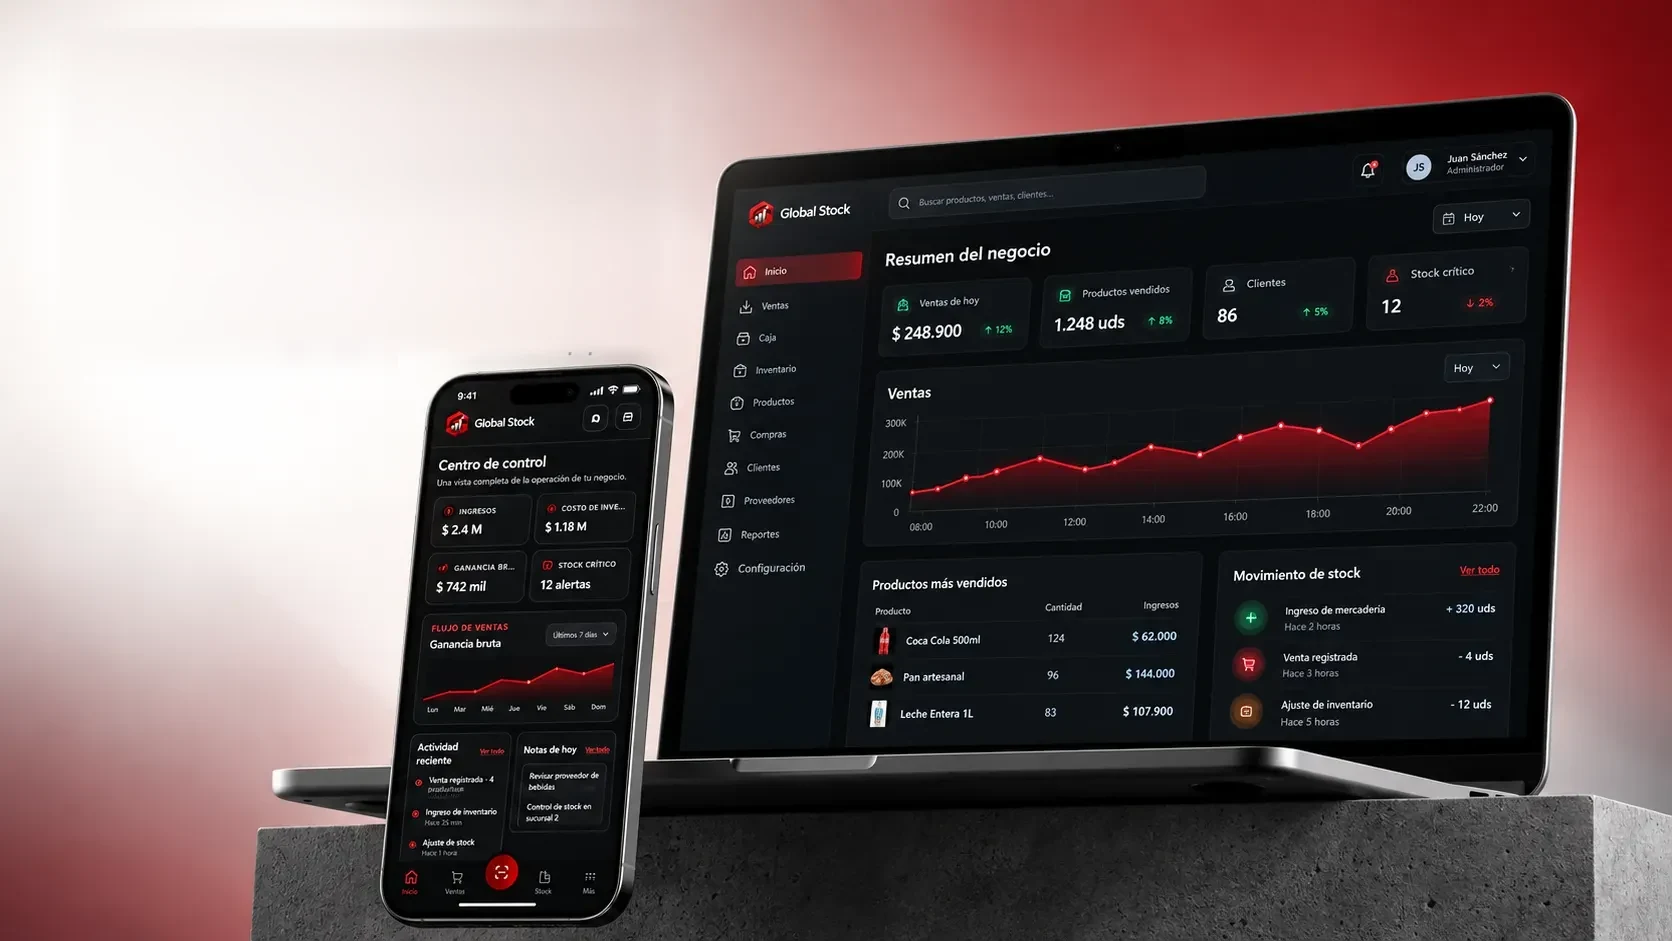 Global Stock
Buscar productos, ventas, clientes...
JS
Juan Sánchez
Administrador
Hoy
Inicio
Ventas
Caja
Inventario
Productos
Compras
Clientes
Proveedores
Reportes
Configuración
Resumen del negocio
Ventas de hoy
$ 248.900
↑ 12%
Productos vendidos
1.248 uds
↑ 8%
Clientes
86
↑ 5%
Stock crítico
12
↓ 2%
Ventas
Hoy
300K
200K
100K
0
08:00 10:00 12:00 14:00 16:00 18:00 20:00 22:00
Productos más vendidos
Producto Cantidad Ingresos
Coca Cola 500ml 124 $ 62.000
Pan artesanal 96 $ 144.000
Leche Entera 1L 83 $ 107.900
Movimiento de stock
Ver todo
Ingreso de mercadería + 320 uds
Hace 2 horas
Venta registrada - 4 uds
Hace 3 horas
Ajuste de inventario - 12 uds
Hace 5 horas
9:41
Global Stock
Centro de control
Una vista completa de la operación de tu negocio.
INGRESOS
$ 2.4 M
COSTO DE INVE...
$ 1.18 M
GANANCIA BR...
$ 742 mil
STOCK CRÍTICO
12 alertas
FLUJO DE VENTAS
Ganancia bruta
Últimos 7 días
Lun Mar Mié Jue Vie Sáb Dom
Actividad
reciente
Ver todo
Venta registrada - 4
Ingreso de inventario
Hace 25 min
Ajuste de stock
Hace 1 hora
Notas de hoy
Ver todo
Revisar proveedor de
bebidas
Control de stock en
sucursal 2
Inicio
Ventas
Stock
Más